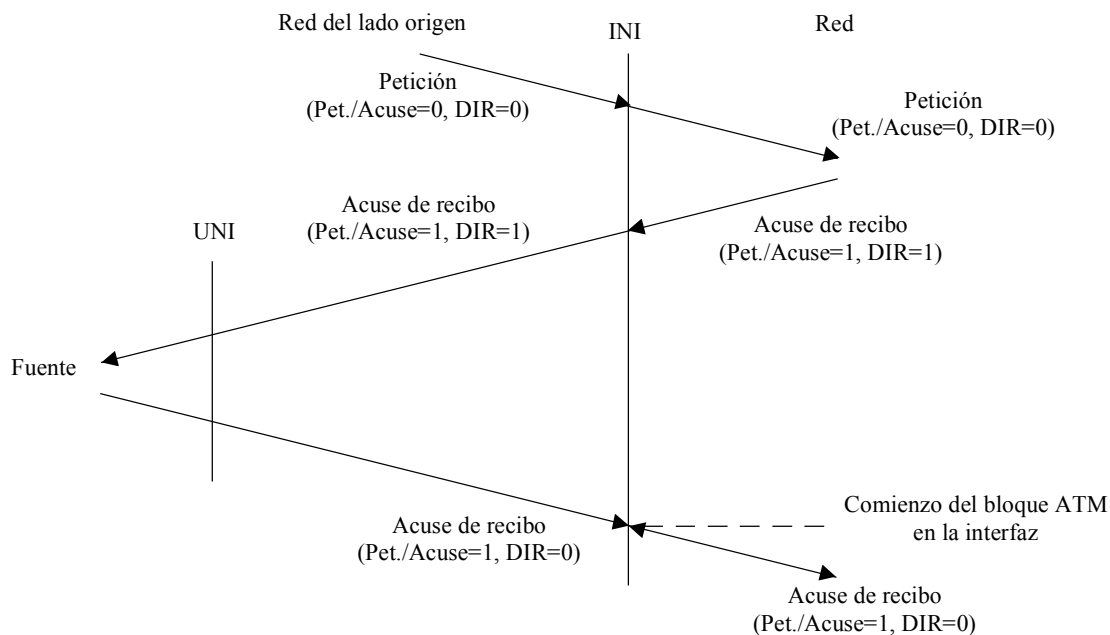 Red del lado origen
INI
Red
UNI
Petición
(Pet./Acuse=0, DIR=0)
Petición
(Pet./Acuse=0, DIR=0)
Acuse de recibo
(Pet./Acuse=1, DIR=1)
Acuse de recibo
(Pet./Acuse=1, DIR=1)
Fuente
Acuse de recibo
(Pet./Acuse=1, DIR=0)
Comienzo del bloque ATM
en la interfaz
Acuse de recibo
(Pet./Acuse=1, DIR=0)